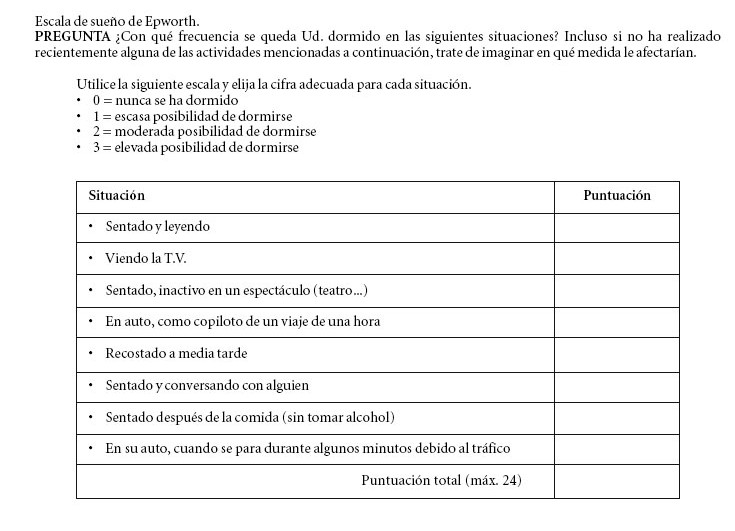 Escala de sueño de Epworth.
PREGUNTA ¿Con qué frecuencia se queda Ud. dormido en las siguientes situaciones? Incluso si no ha realizado
recientemente alguna de las actividades mencionadas a continuación, trate de imaginar en qué medida le afectarían.
Utilice la siguiente escala y elija la cifra adecuada para cada situación.
• 0 = nunca se ha dormido
• 1 = escasa posibilidad de dormirse
• 2 = moderada posibilidad de dormirse
• 3 = elevada posibilidad de dormirse
Situación Puntuación
• Sentado y leyendo
• Viendo la T.V.
• Sentado, inactivo en un espectáculo (teatro...)
• En auto, como copiloto de un viaje de una hora
• Recostado a media tarde
• Sentado y conversando con alguien
• Sentado después de la comida (sin tomar alcohol)
• En su auto, cuando se para durante algunos minutos debido al tráfico
Puntuación total (máx. 24)